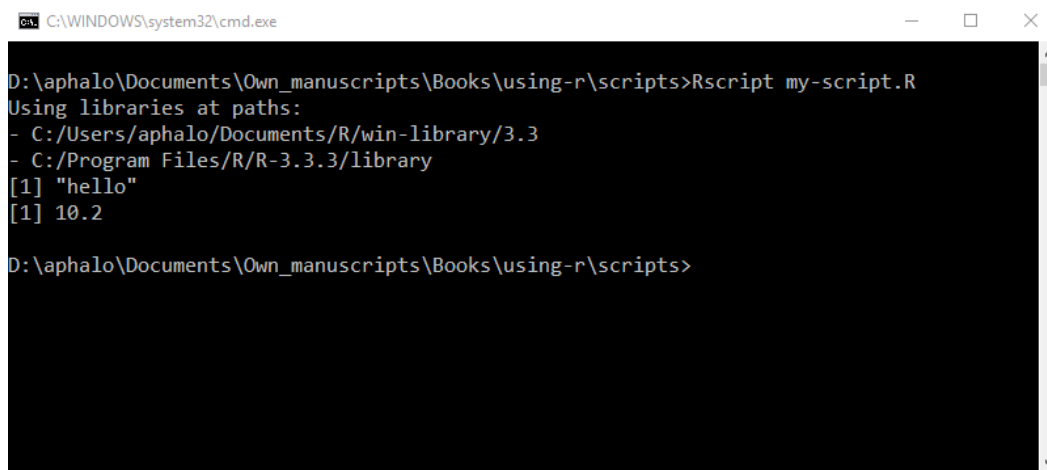 C:\WINDOWS\system32\cmd.exe
D:\aphalo\Documents\Own_manuscripts\Books\using-r\scripts>Rscript my-script.R
Using libraries at paths:
- C:/Users/aphalo/Documents/R/win-library/3.3
- C:/Program Files/R/R-3.3.3/library
[1] "hello"
[1] 10.2
D:\aphalo\Documents\Own_manuscripts\Books\using-r\scripts>